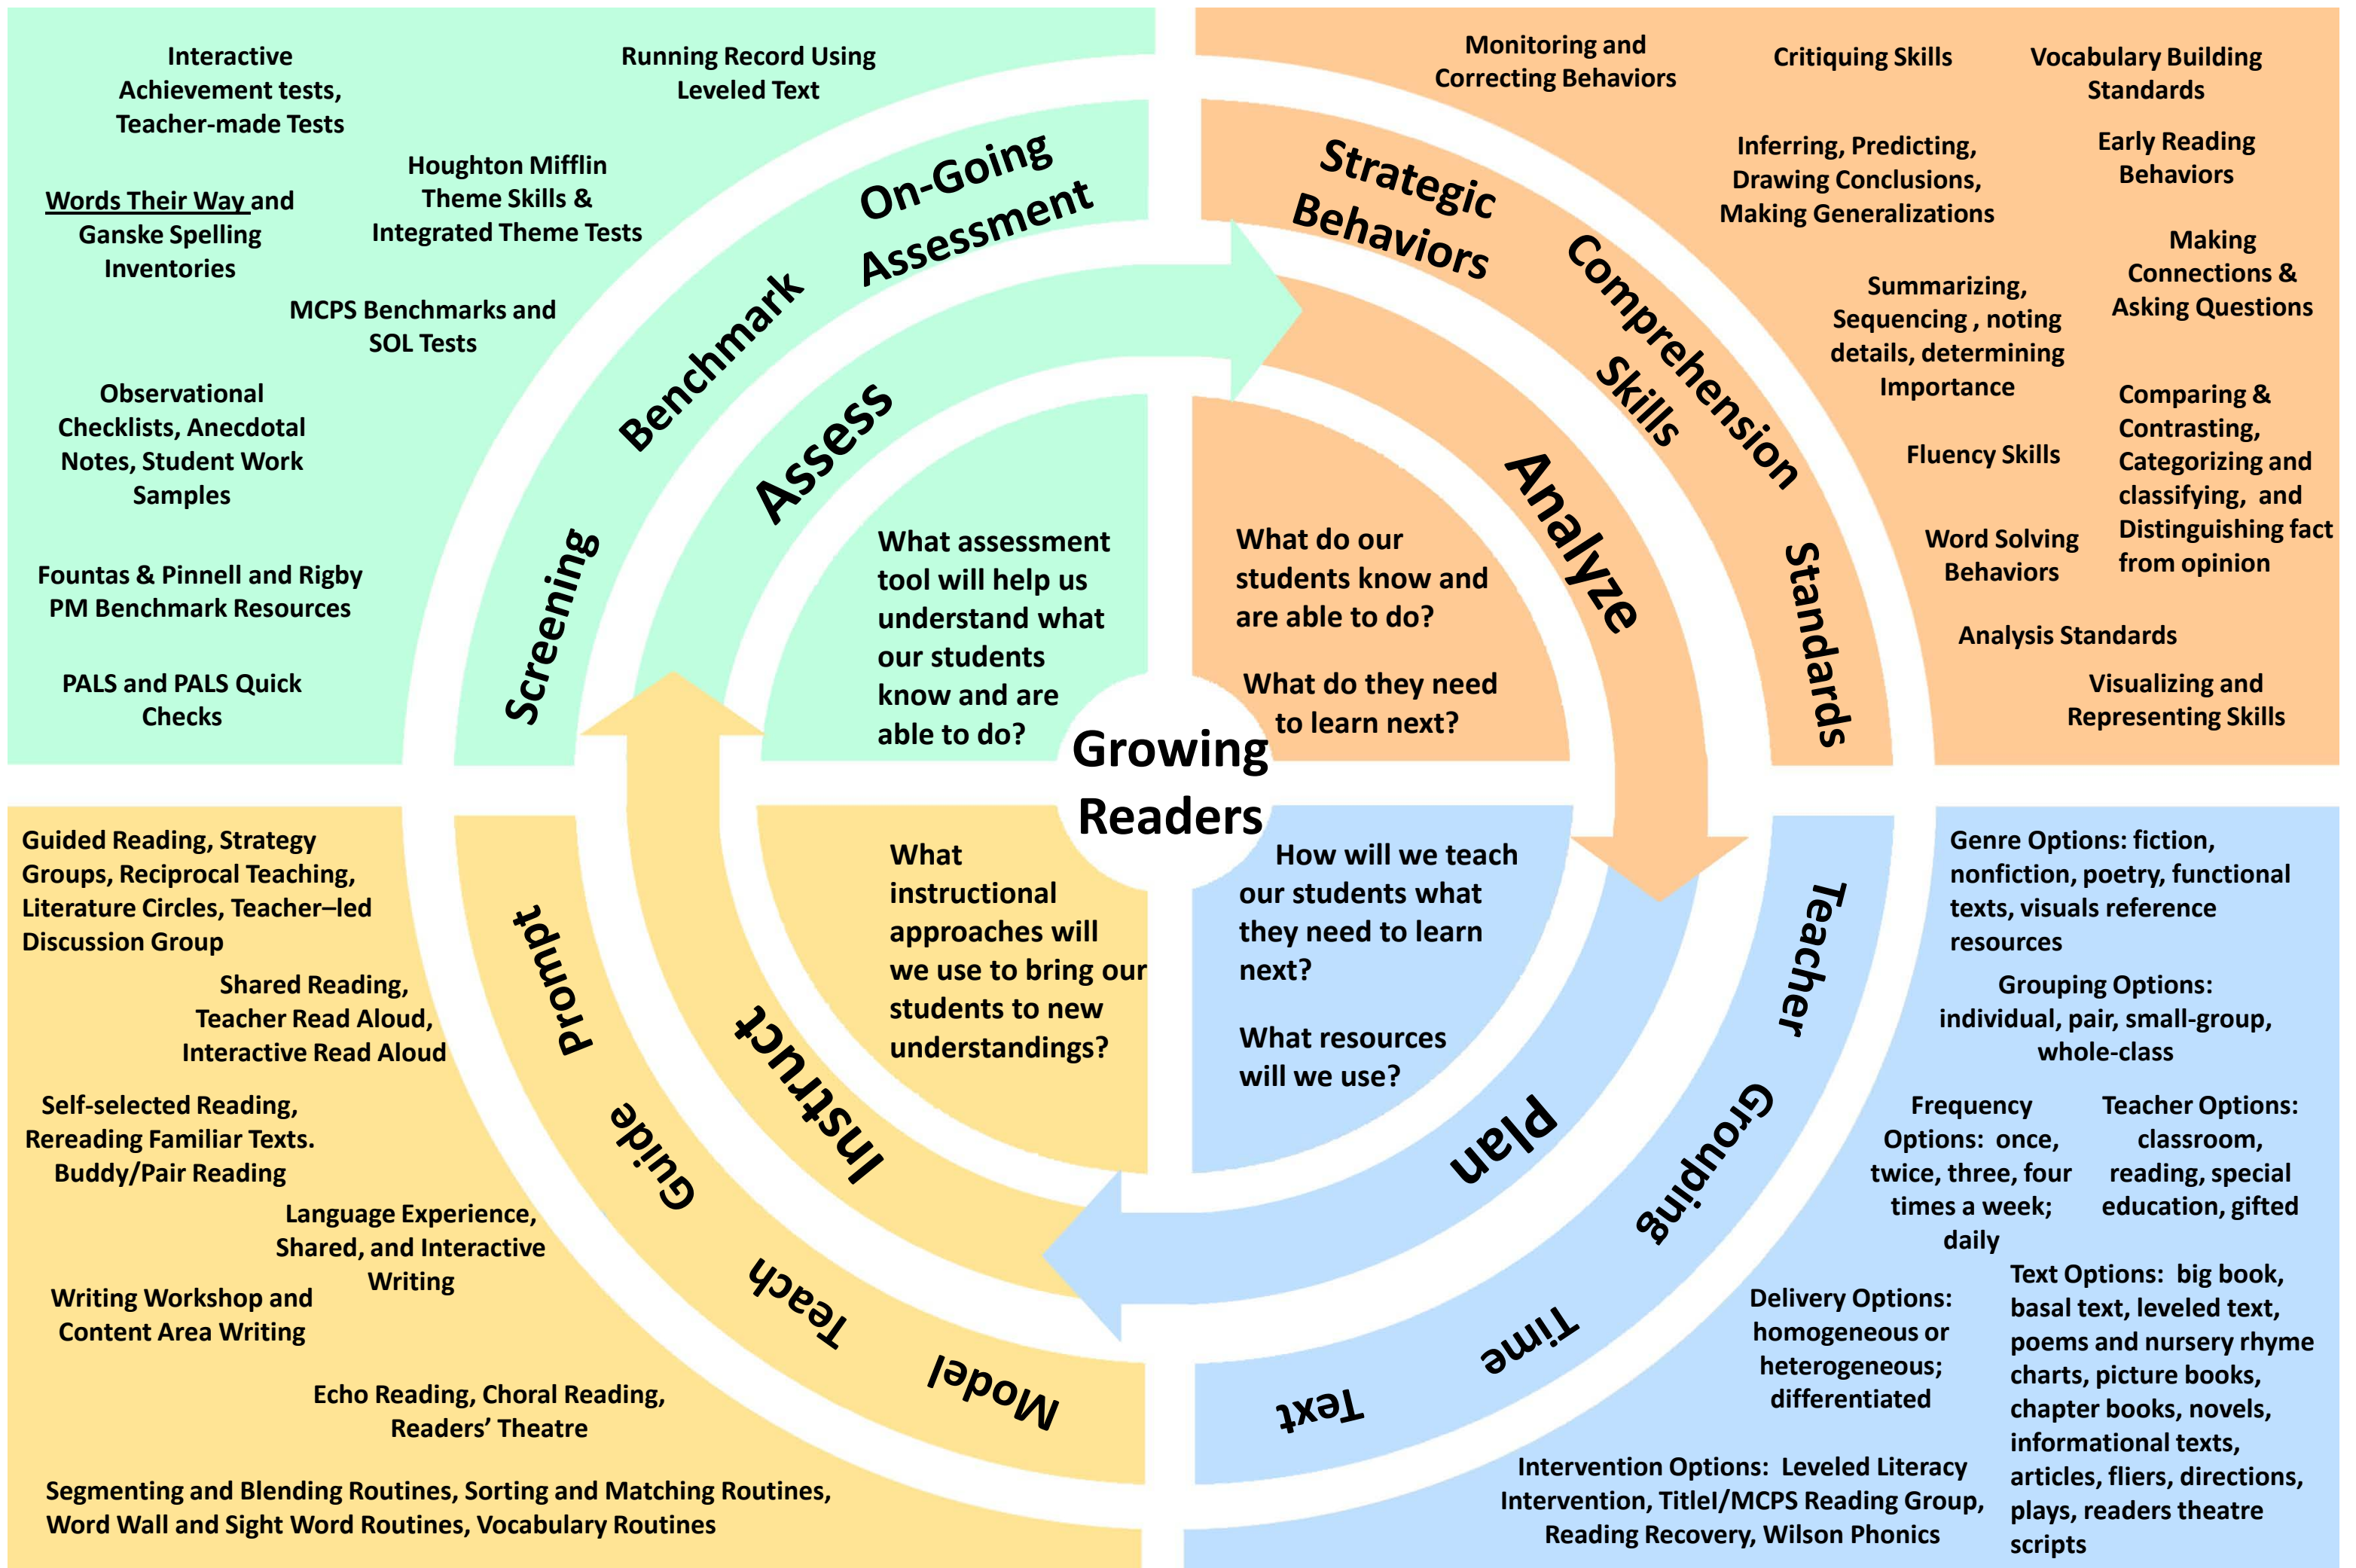 Interactive
Achievement tests,
Teacher-made Tests
Running Record Using
Leveled Text
Houghton Mifflin
Theme Skills &
Integrated Theme Tests
Words Their Way and
Ganske Spelling
Inventories
MCPS Benchmarks and
SOL Tests
Observational
Checklists, Anecdotal
Notes, Student Work
Samples
Fountas & Pinnell and Rigby
PM Benchmark Resources
PALS and PALS Quick
Checks
Screening
Benchmark
On-Going
Assessment
Assess
What assessment
tool will help us
understand what
our students
know and are
able to do?
Monitoring and
Correcting Behaviors
Critiquing Skills
Vocabulary Building
Standards
Inferring, Predicting,
Drawing Conclusions,
Making Generalizations
Early Reading
Behaviors
Making
Connections &
Asking Questions
Summarizing,
Sequencing , noting
details, determining
Importance
Comparing &
Contrasting,
Categorizing and
classifying, and
Distinguishing fact
from opinion
Fluency Skills
Word Solving
Behaviors
Analysis Standards
Visualizing and
Representing Skills
Strategic
Behaviors
Comprehension
Skills
Standards
Analyze
What do our
students know and
are able to do?
What do they need
to learn next?
Growing
Readers
How will we teach
our students what
they need to learn
next?
What resources
will we use?
Plan
Teacher
Grouping
Time
Text
Genre Options: fiction,
nonfiction, poetry, functional
texts, visuals reference
resources
Grouping Options:
individual, pair, small-group,
whole-class
Frequency
Options: once,
twice, three, four
times a week;
daily
Teacher Options:
classroom,
reading, special
education, gifted
Delivery Options:
homogeneous or
heterogeneous;
differentiated
Text Options: big book,
basal text, leveled text,
poems and nursery rhyme
charts, picture books,
chapter books, novels,
informational texts,
articles, fliers, directions,
plays, readers theatre
scripts
Intervention Options: Leveled Literacy
Intervention, TitleI/MCPS Reading Group,
Reading Recovery, Wilson Phonics
What
instructional
approaches will
we use to bring our
students to new
understandings?
Instruct
Model
Teach
Guide
Prompt
Guided Reading, Strategy
Groups, Reciprocal Teaching,
Literature Circles, Teacher–led
Discussion Group
Shared Reading,
Teacher Read Aloud,
Interactive Read Aloud
Self-selected Reading,
Rereading Familiar Texts.
Buddy/Pair Reading
Language Experience,
Shared, and Interactive
Writing
Writing Workshop and
Content Area Writing
Echo Reading, Choral Reading,
Readers’ Theatre
Segmenting and Blending Routines, Sorting and Matching Routines,
Word Wall and Sight Word Routines, Vocabulary Routines